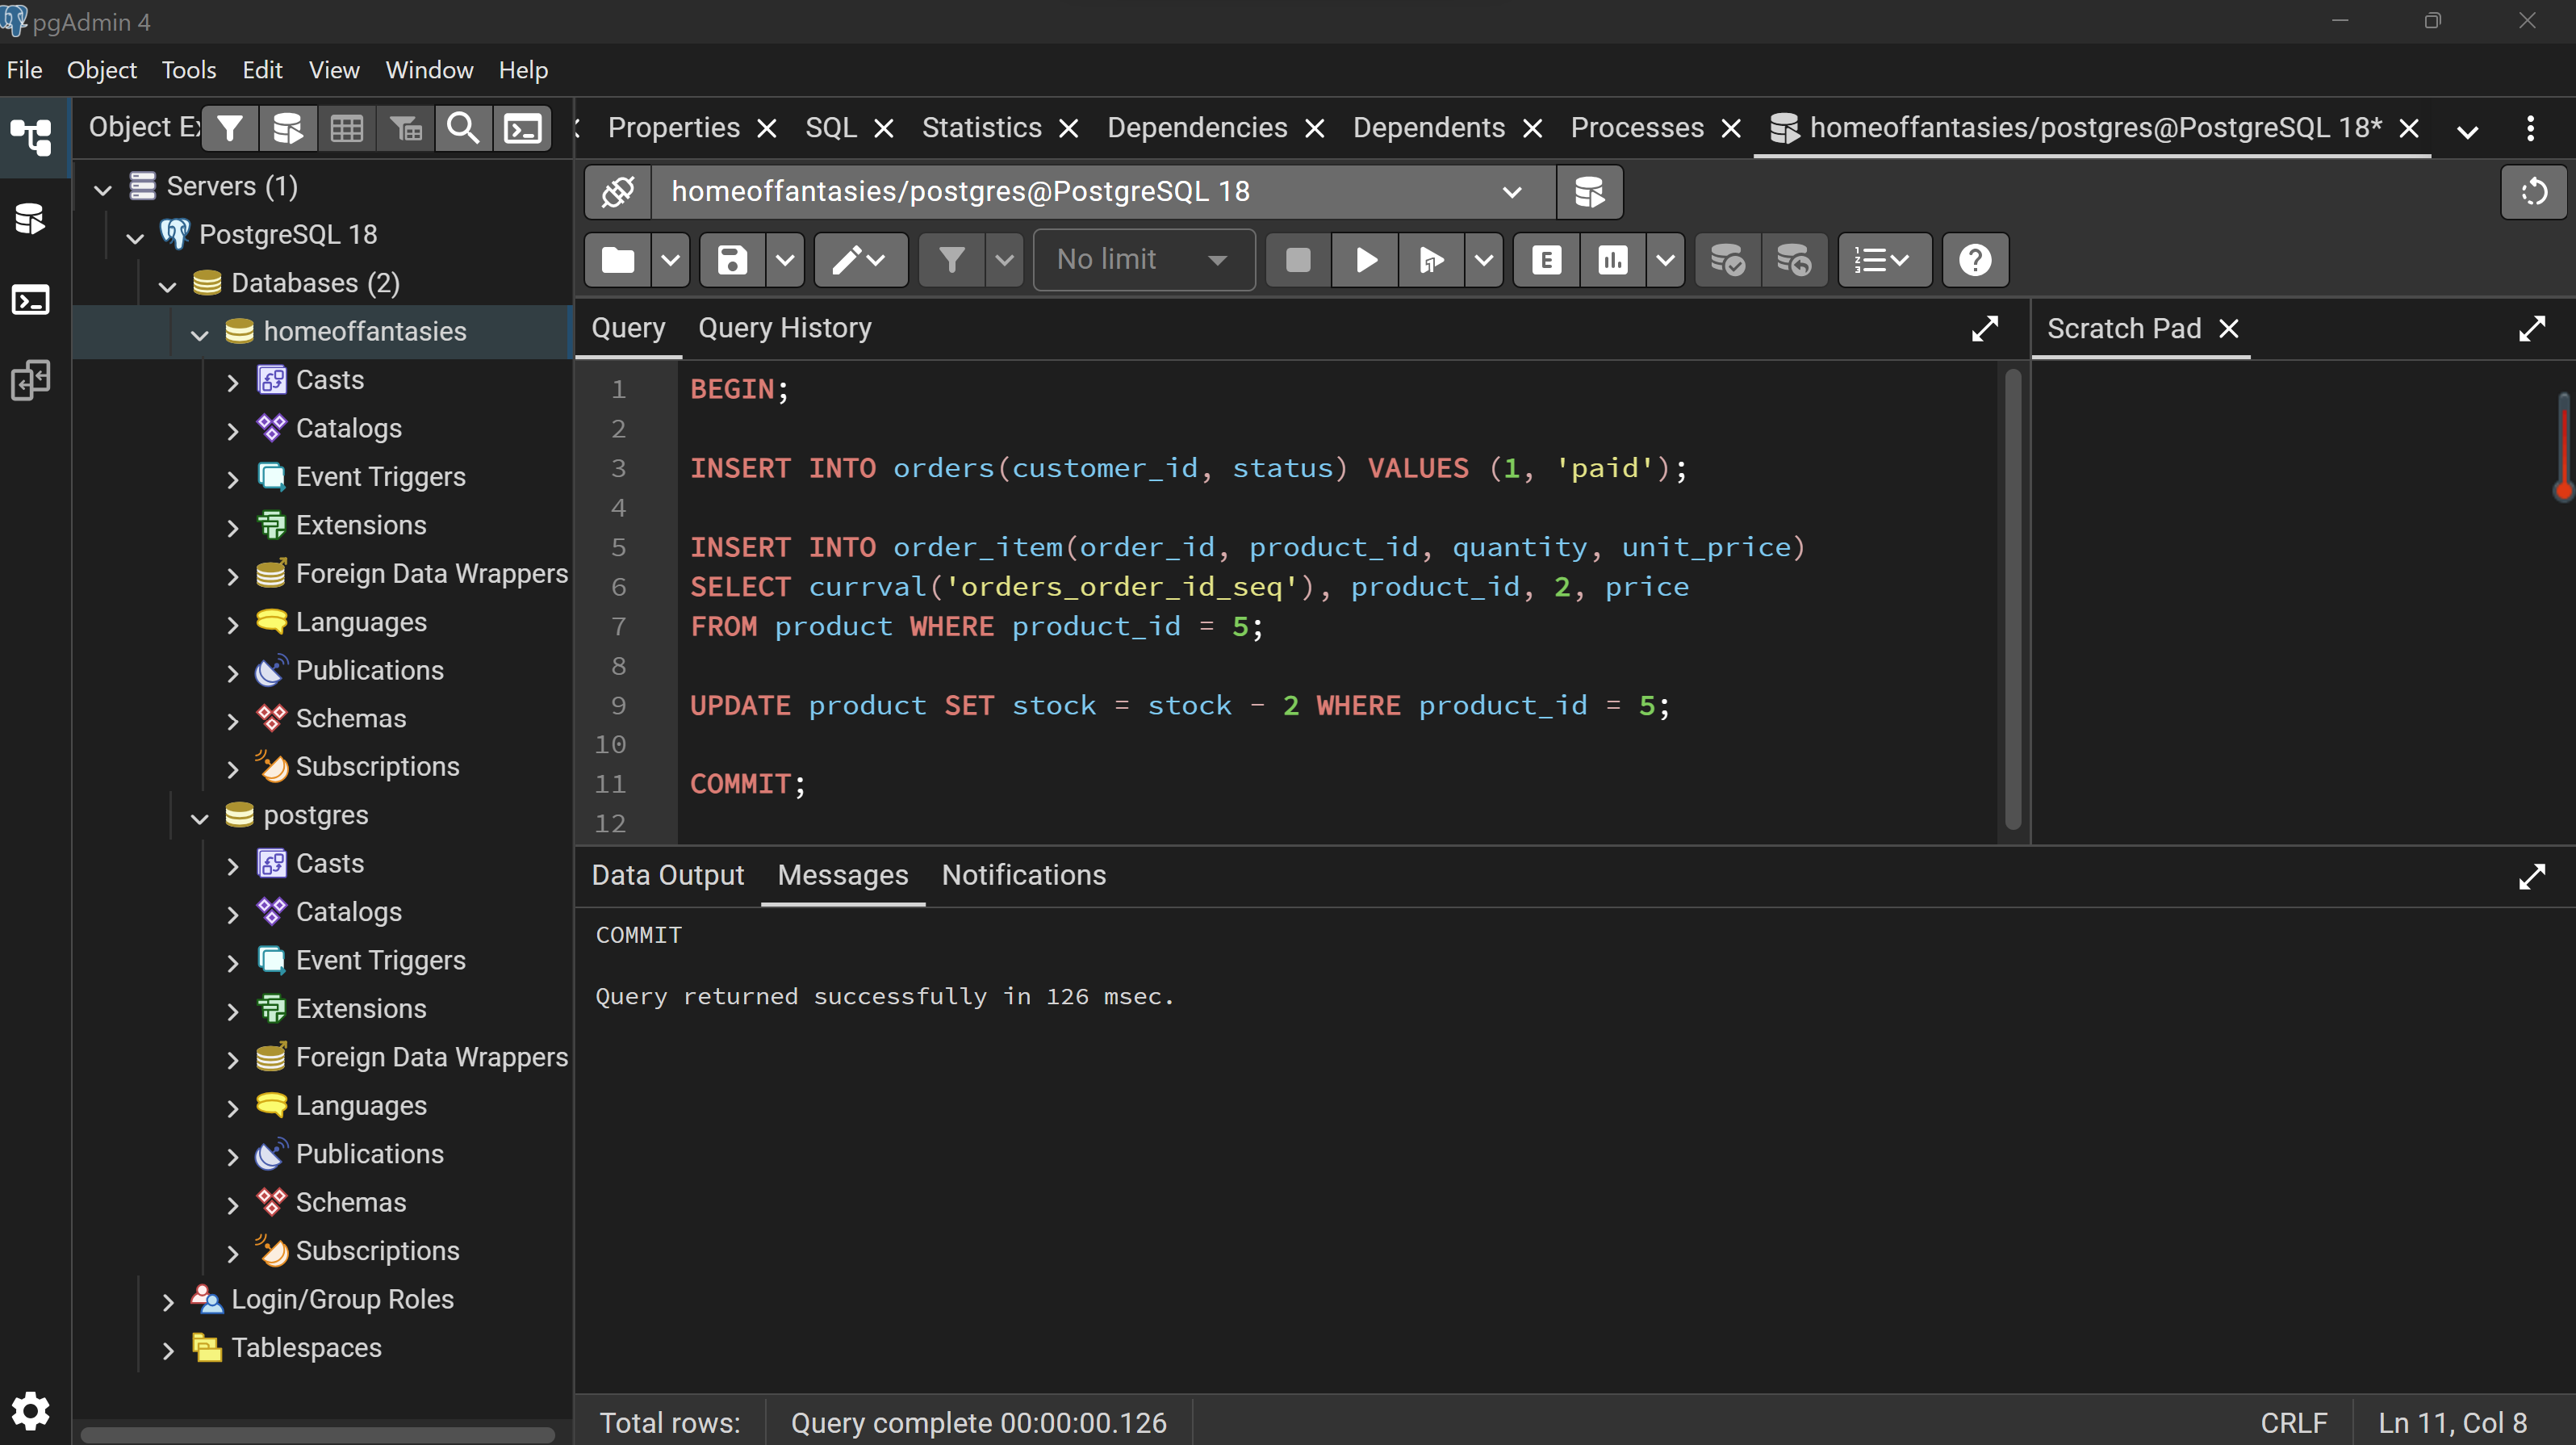 pgAdmin 4
File Object Tools Edit View Window Help
Object Ex
Properties SQL Statistics Dependencies Dependents Processes homeoffantasies/postgres@PostgreSQL 18*
Servers (1)
PostgreSQL 18
Databases (2)
homeoffantasies
Casts
Catalogs
Event Triggers
Extensions
Foreign Data Wrappers
Languages
Publications
Schemas
Subscriptions
postgres
Casts
Catalogs
Event Triggers
Extensions
Foreign Data Wrappers
Languages
Publications
Schemas
Subscriptions
Login/Group Roles
Tablespaces
homeoffantasies/postgres@PostgreSQL 18
No limit
E
Query Query History
Scratch Pad
1 BEGIN;
2
3 INSERT INTO orders(customer_id, status) VALUES (1, 'paid');
4
5 INSERT INTO order_item(order_id, product_id, quantity, unit_price)
6 SELECT currval('orders_order_id_seq'), product_id, 2, price
7 FROM product WHERE product_id = 5;
8
9 UPDATE product SET stock = stock - 2 WHERE product_id = 5;
10
11 COMMIT;
12
Data Output Messages Notifications
COMMIT
Query returned successfully in 126 msec.
Total rows: Query complete 00:00:00.126
CRLF Ln 11, Col 8